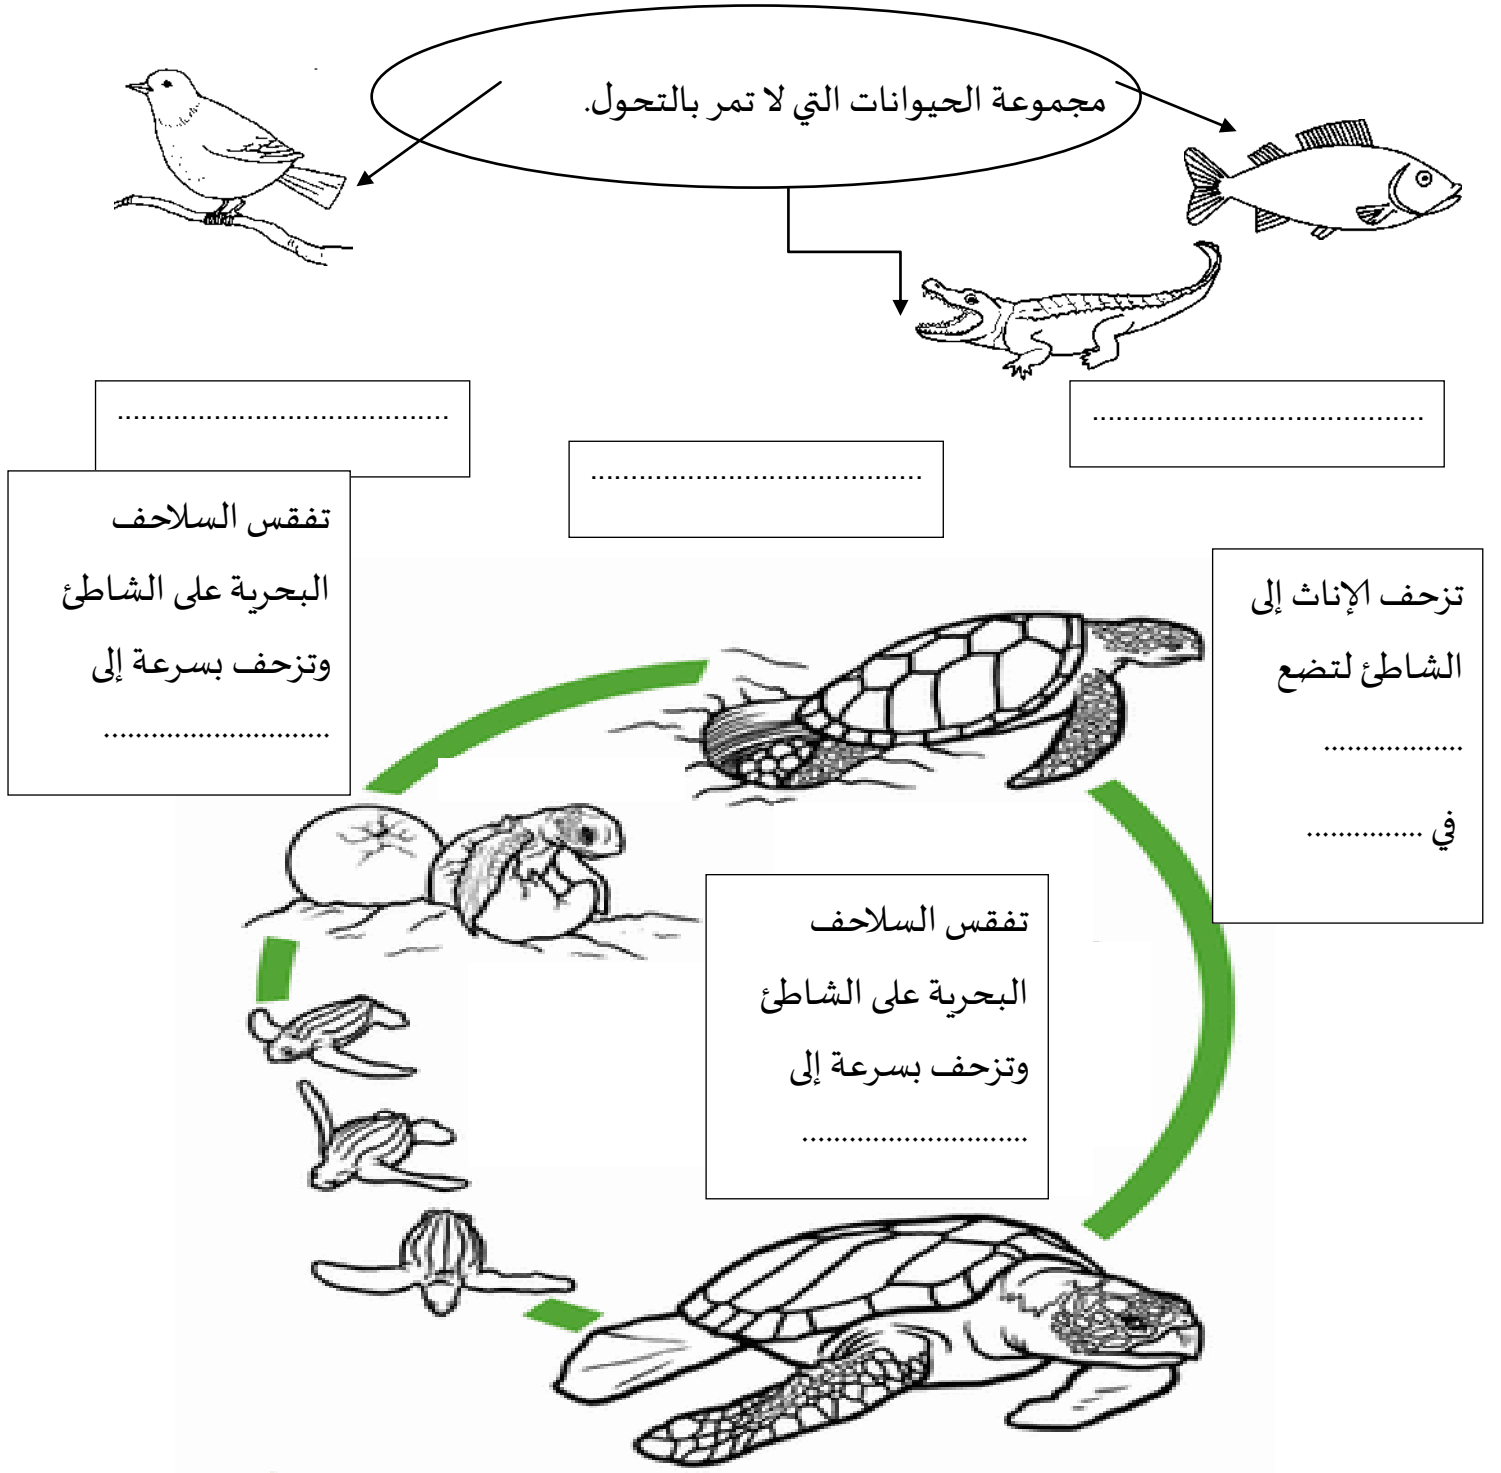 مجموعة الحيوانات التي لا تمر بالتحول.
........................................
........................................
........................................
تزحف الإناث إلى
الشاطئ لتضع
..................
في ...............
تفقس السلاحف
البحرية على الشاطئ
وتزحف بسرعة إلى
.............................
تفقس السلاحف
البحرية على الشاطئ
وتزحف بسرعة إلى
.............................